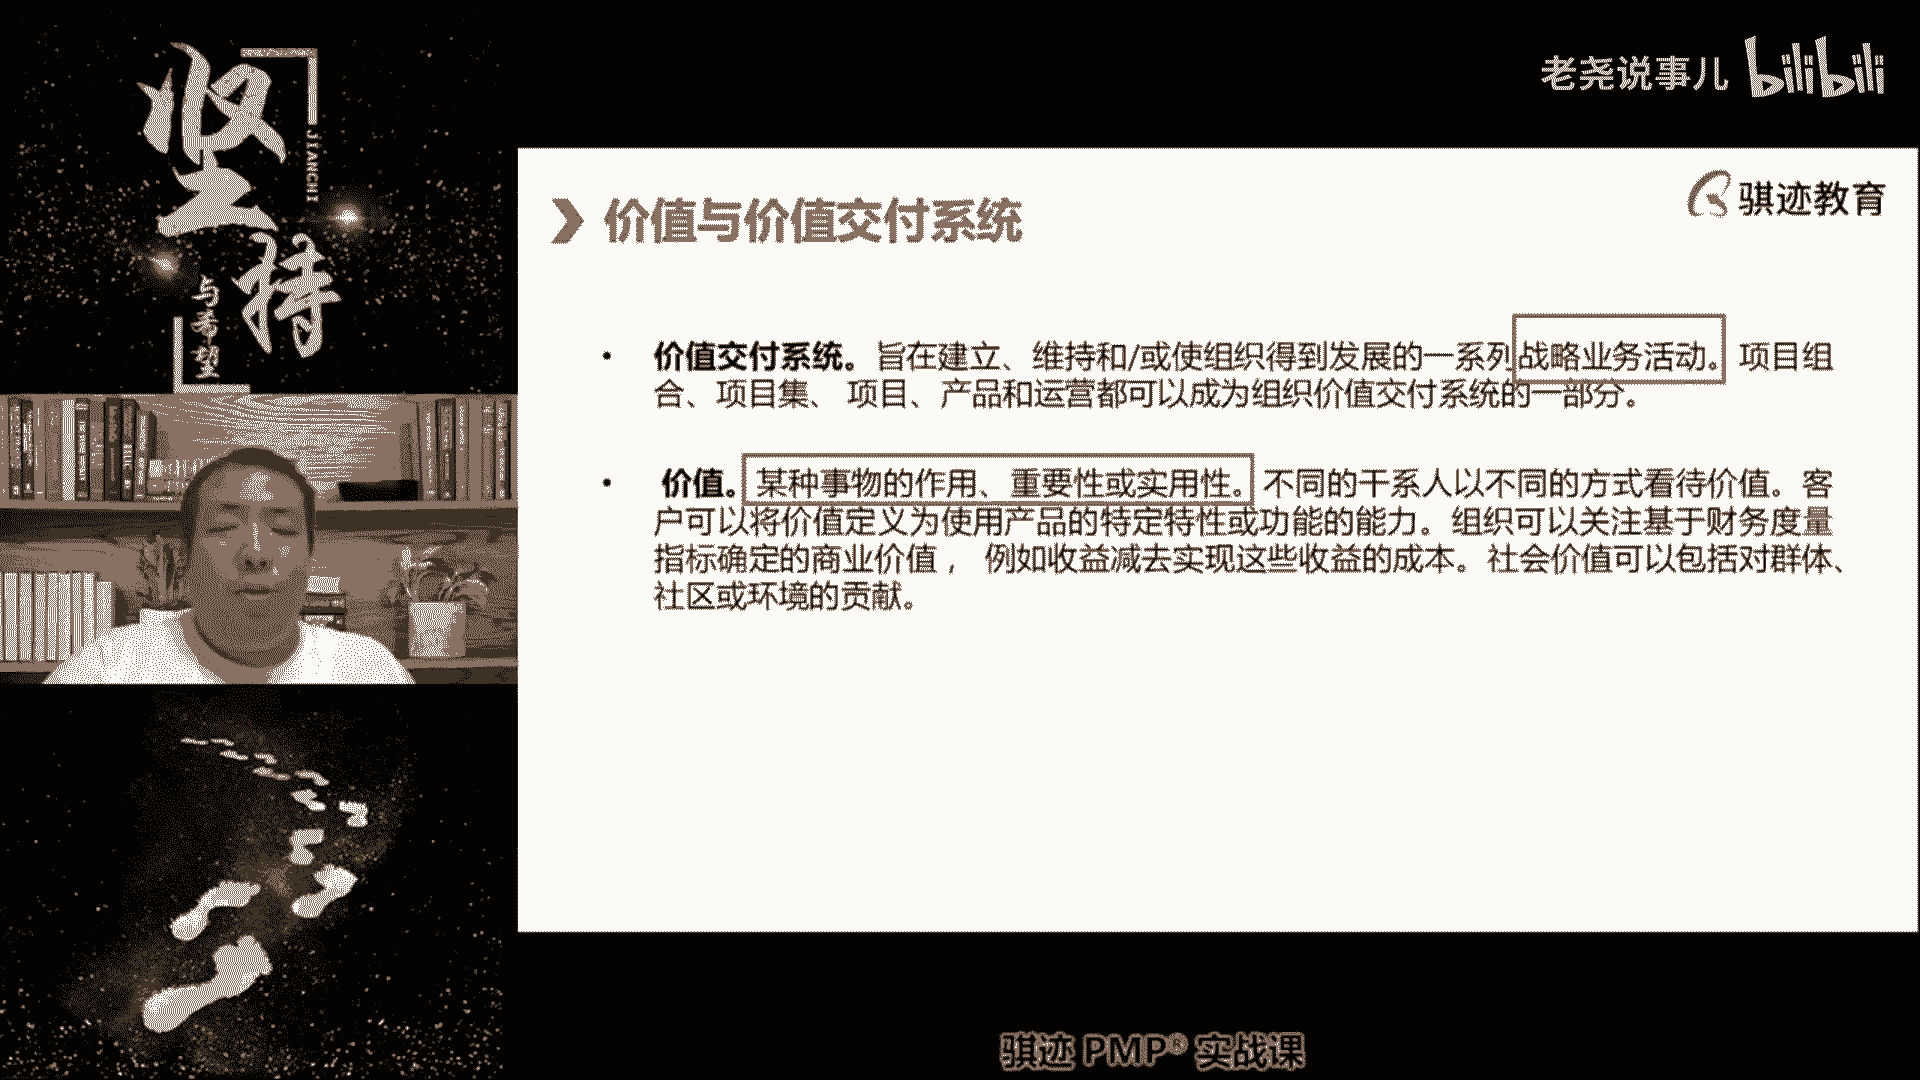 坚持
JIANCHI
与希望
老尧说事儿 bilibili
骐迹教育
价值与价值交付系统
• 价值交付系统。旨在建立、维持和/或使组织得到发展的一系列战略业务活动。 项目组
合、项目集、 项目、产品和运营都可以成为组织价值交付系统的一部分。
• 价值。某种事物的作用、重要性或实用性。不同的干系人以不同的方式看待价值。客
户可以将价值定义为使用产品的特定特性或功能的能力。组织可以关注基于财务度量
指标确定的商业价值， 例如收益减去实现这些收益的成本。社会价值可以包括对群体、
社区或环境的贡献。
骐迹 PMP® 实战课